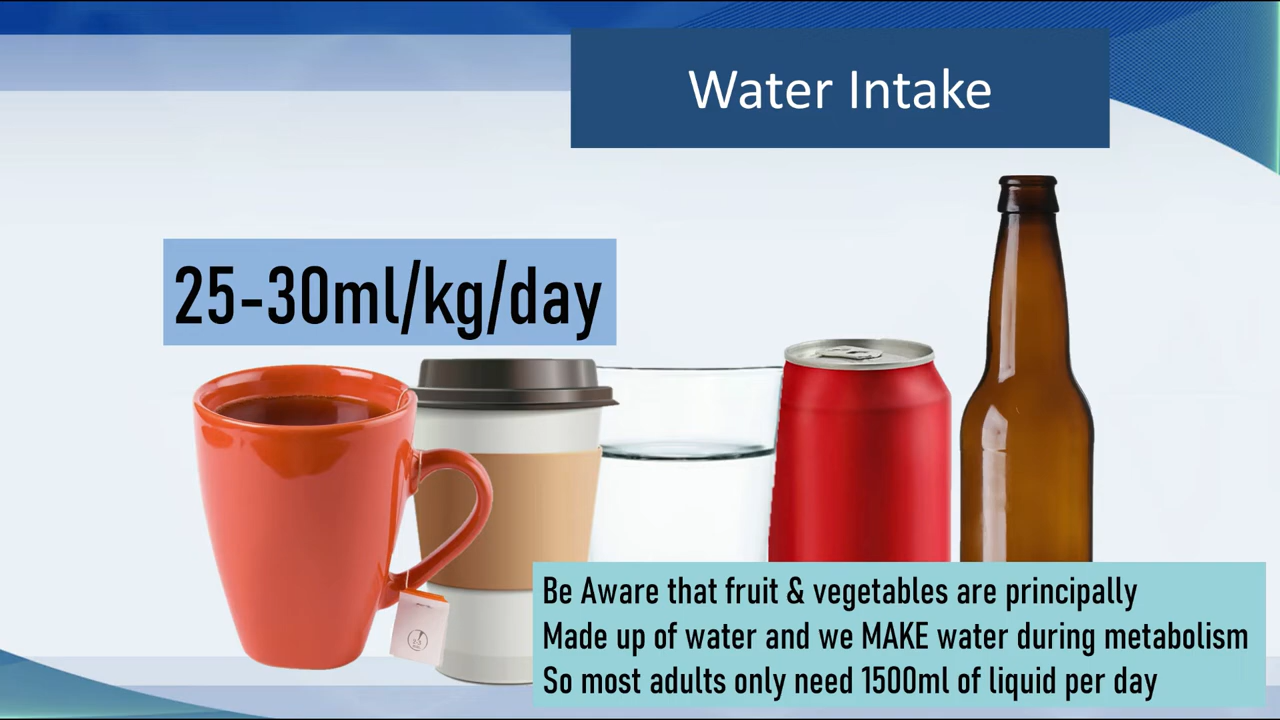 Water Intake
25-30ml/kg/day
Be Aware that fruit & vegetables are principally
Made up of water and we MAKE water during metabolism
So most adults only need 1500ml of liquid per day